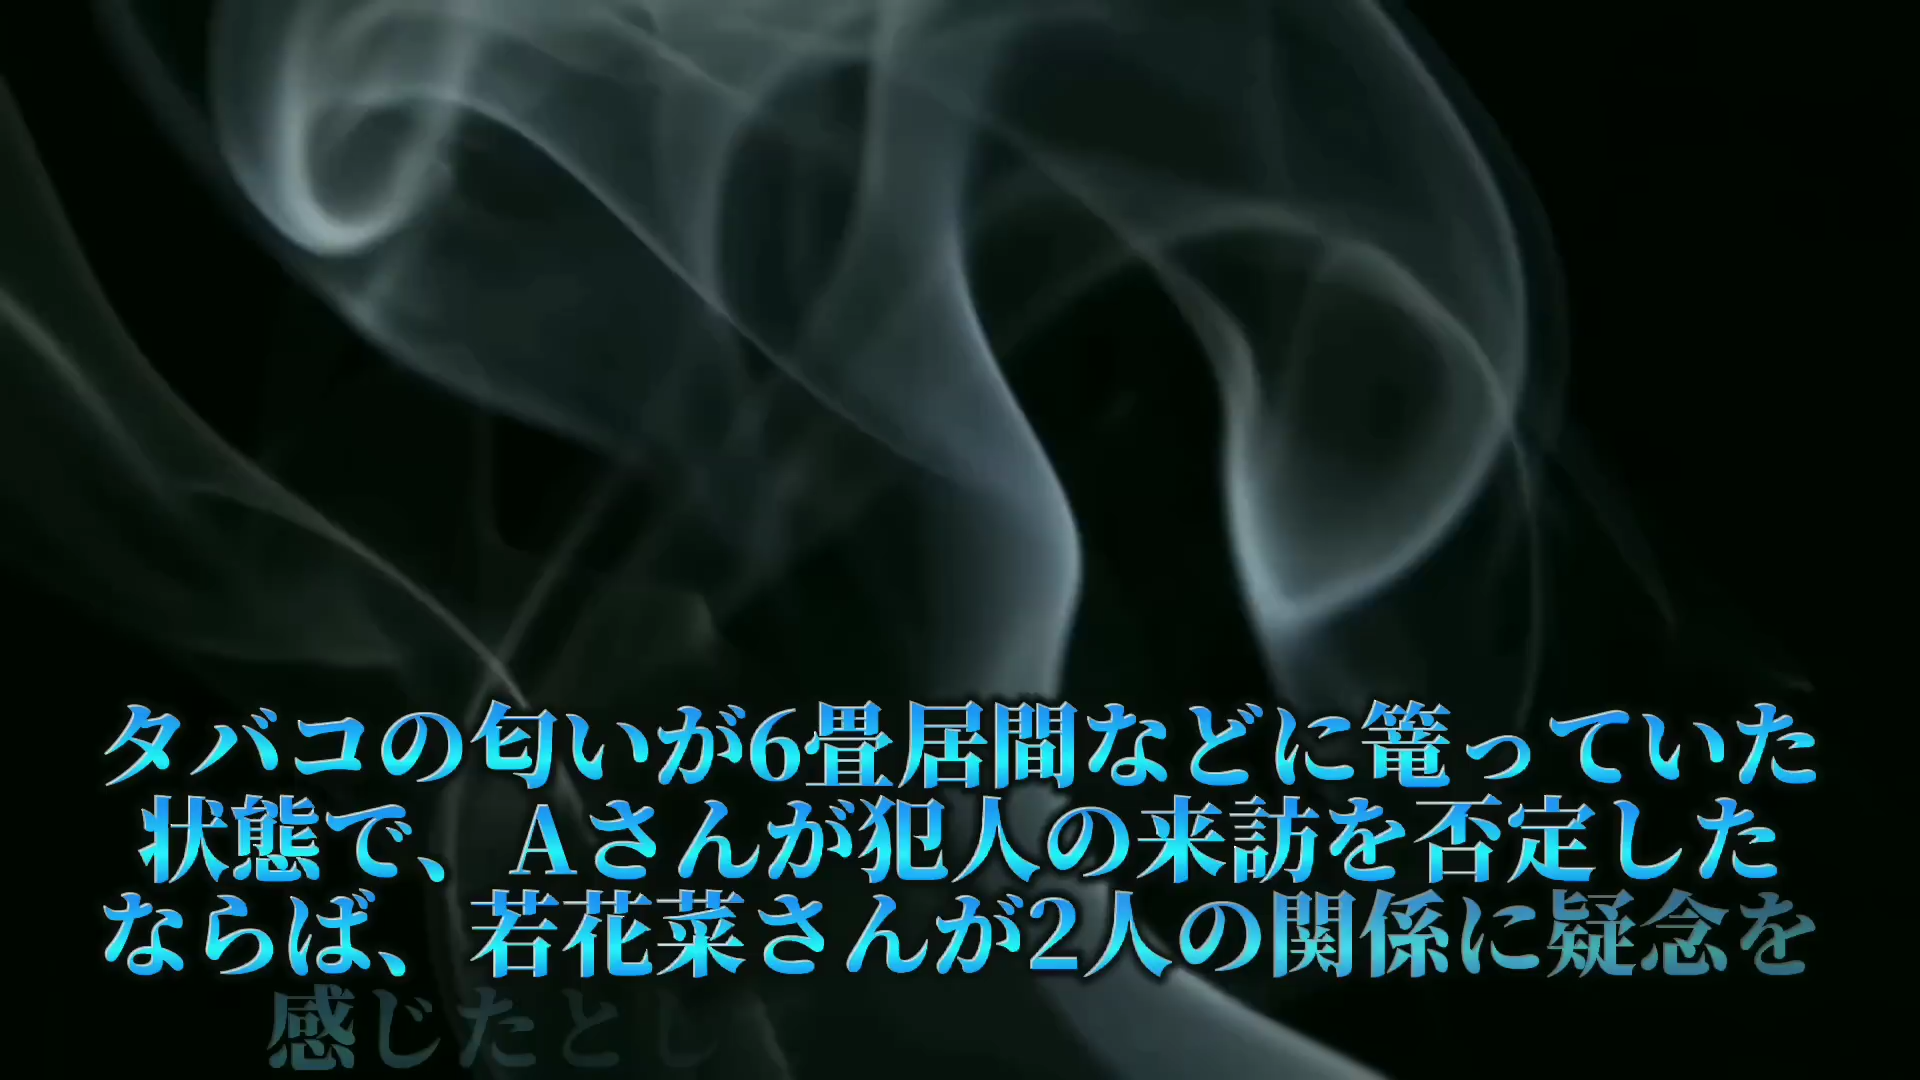 タバコの匂いが6畳居間などに篭っていた
状態で、Aさんが犯人の来訪を否定した
ならば、若花菜さんが2人の関係に疑念を
感じたとし